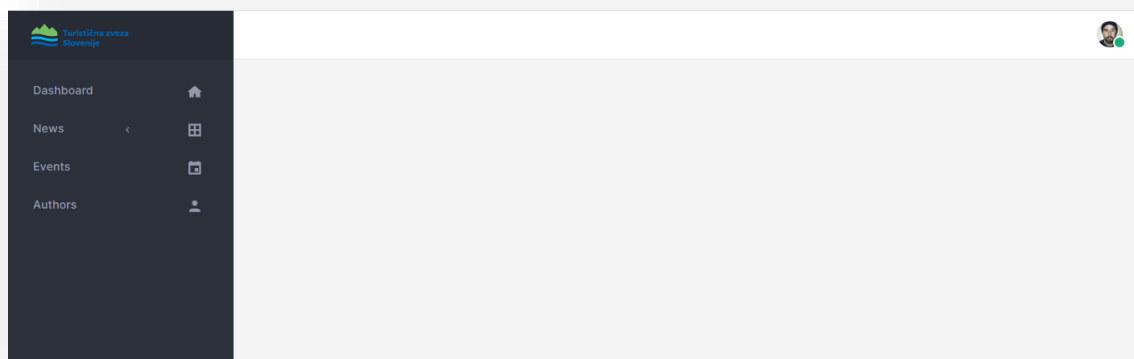 Turistična zveza
Slovenije
Dashboard
News
Events
Authors